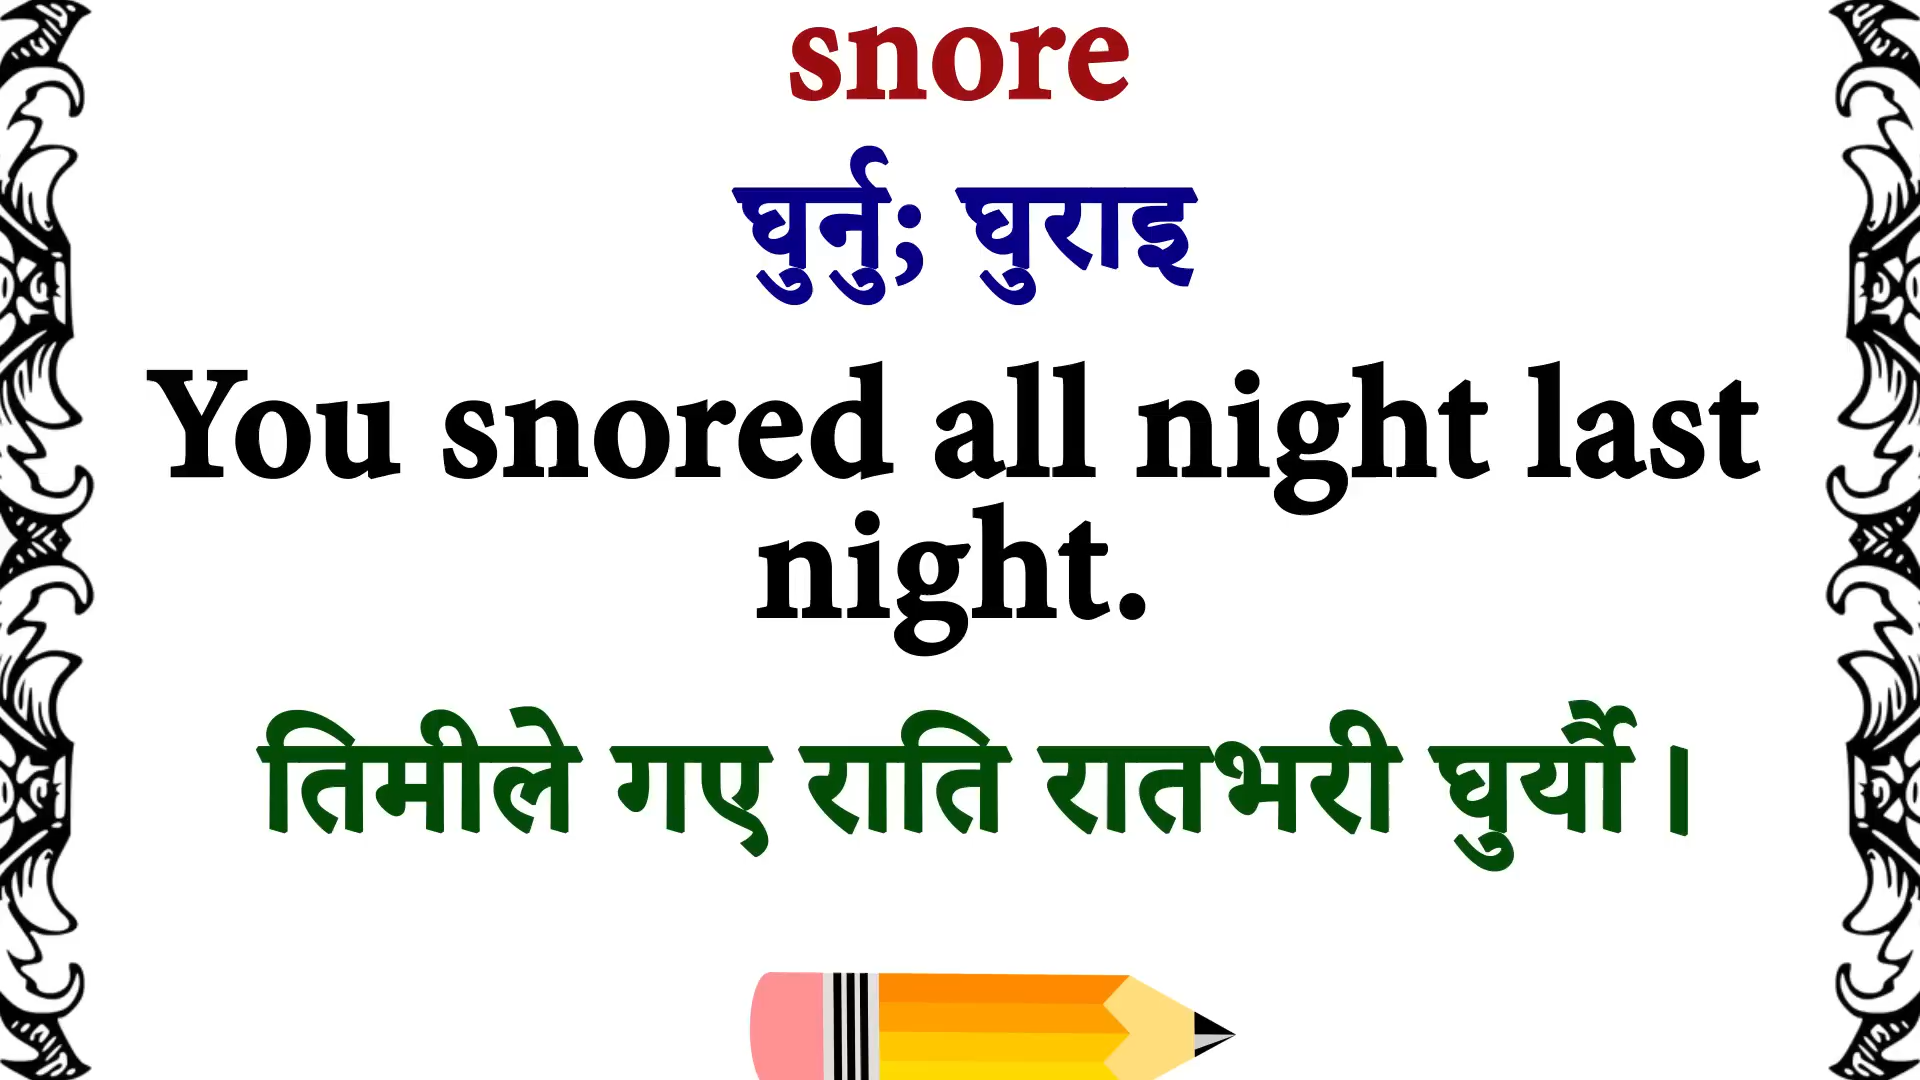 snore
घुर्नु; घुराइ
You snored all night last
night.
तिमीले गए राति रातभरी घुर्यौ ।